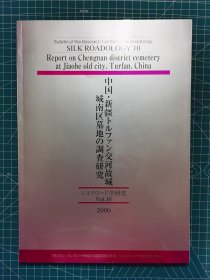 Bulletin of the Research Center for Silk Roadology
SILK ROADOLOGY 10
Report on Chengnan district cemetery
at Jiaohe old city, Turfan, China
中国・新疆トルファン交河故城
城南区墓地の調査研究
シルクロード学研究
Vol.10
2000